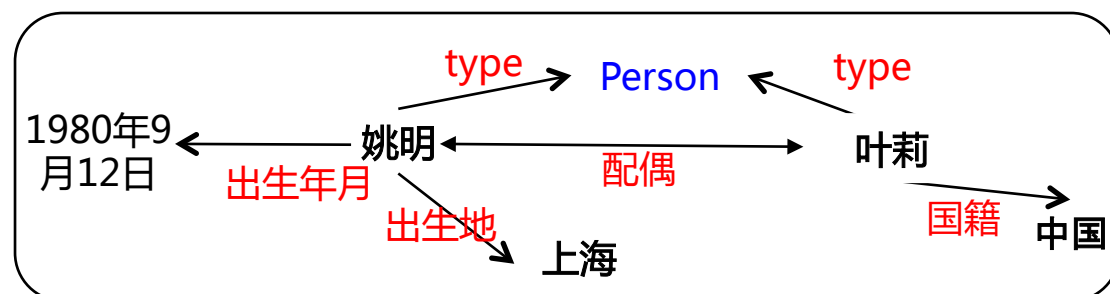 type
Person
type
1980年9
月12日
姚明
叶莉
出生年月
配偶
出生地
国籍
中国
上海